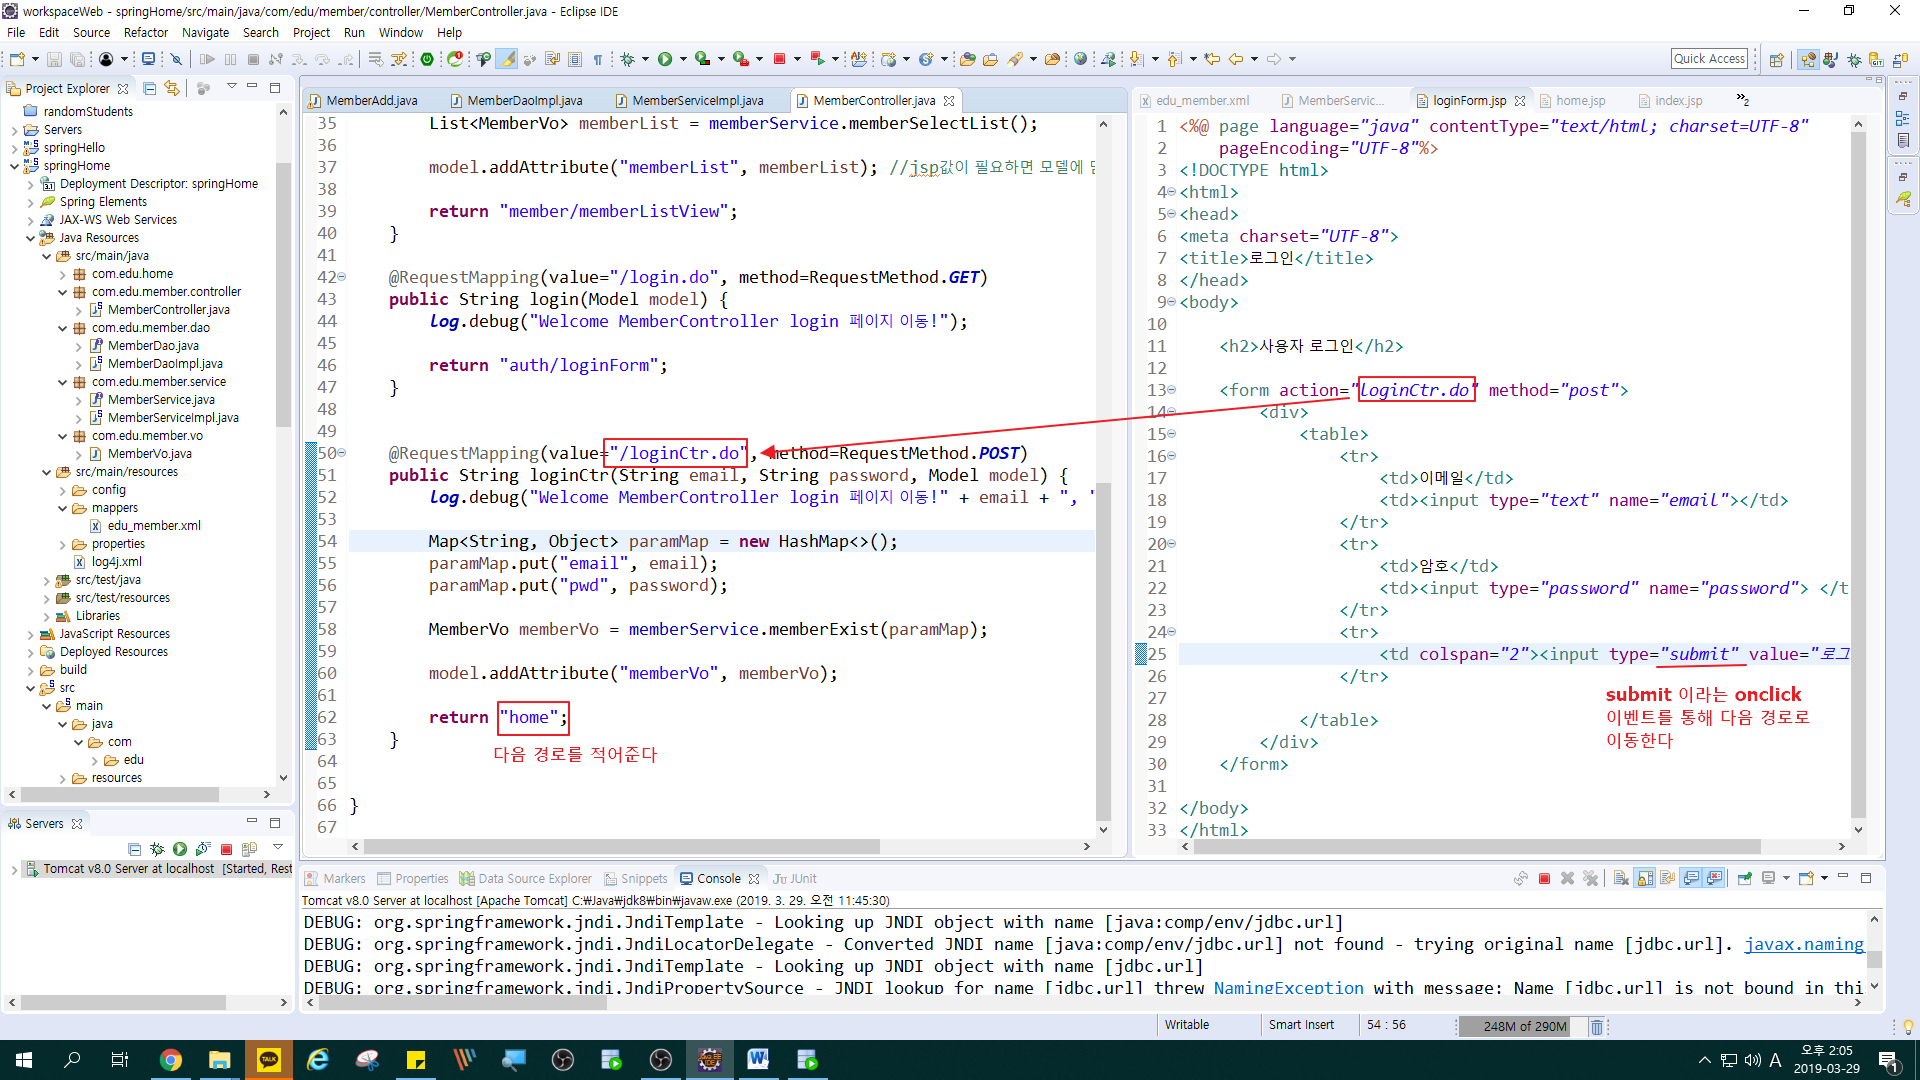 workspaceWeb - springHome/src/main/java/com/edu/member/controller/MemberController.java - Eclipse IDE
File Edit Source Refactor Navigate Search Project Run Window Help
Quick Access
Project Explorer
randomStudents
Servers
springHello
springHome
Deployment Descriptor: springHome
Spring Elements
JAX-WS Web Services
Java Resources
src/main/java
com.edu.home
com.edu.member.controller
MemberController.java
com.edu.member.dao
MemberDao.java
MemberDaoImpl.java
com.edu.member.service
MemberService.java
MemberServiceImpl.java
com.edu.member.vo
MemberVo.java
src/main/resources
config
mappers
edu_member.xml
properties
log4j.xml
src/test/java
src/test/resources
Libraries
JavaScript Resources
Deployed Resources
build
src
main
java
com
edu
resources
Servers
Tomcat v8.0 Server at localhost [Started, Rest
MemberAdd.java MemberDaoImpl.java MemberServiceImpl.java MemberController.java
35 List<MemberVo> memberList = memberService.memberSelectList();
36
37 model.addAttribute("memberList", memberList); //jsp값이 필요하면 모델에
38
39 return "member/memberListView";
40 }
41
42 @RequestMapping(value="/login.do", method=RequestMethod.GET)
43 public String login(Model model) {
44 log.debug("Welcome MemberController login 페이지 이동!");
45
46 return "auth/loginForm";
47 }
48
49
50 @RequestMapping(value="/loginCtr.do", method=RequestMethod.POST)
51 public String loginCtr(String email, String password, Model model) {
52 log.debug("Welcome MemberController login 페이지 이동!" + email + ", "
53
54 Map<String, Object> paramMap = new HashMap<>();
55 paramMap.put("email", email);
56 paramMap.put("pwd", password);
57
58 MemberVo memberVo = memberService.memberExist(paramMap);
59
60 model.addAttribute("memberVo", memberVo);
61
62 return "home";
63 }
다음 경로를 적어준다
64
65
66 }
67
edu_member.xml MemberServic... loginForm.jsp home.jsp index.jsp »2
1 <%@ page language="java" contentType="text/html; charset=UTF-8"
2 pageEncoding="UTF-8"%>
3 <!DOCTYPE html>
4 <html>
5 <head>
6 <meta charset="UTF-8">
7 <title>로그인</title>
8 </head>
9 <body>
10
11 <h2>사용자 로그인</h2>
12
13 <form action="loginCtr.do" method="post">
14 <div>
15 <table>
16 <tr>
17 <td>이메일</td>
18 <td><input type="text" name="email"></td>
19 </tr>
20 <tr>
21 <td>암호</td>
22 <td><input type="password" name="password"> </t
23 </tr>
24 <tr>
25 <td colspan="2"><input type="submit" value="로그
26 </tr>
27
28 </table>
29 </div>
30 </form>
31
32 </body>
33 </html>
submit 이라는 onclick
이벤트를 통해 다음 경로로
이동한다
Markers Properties Data Source Explorer Snippets Console JUnit
Tomcat v8.0 Server at localhost [Apache Tomcat] C:₩Java₩jdk8₩bin₩javaw.exe (2019. 3. 29. 오전 11:45:30)
DEBUG: org.springframework.jndi.JndiTemplate - Looking up JNDI object with name [java:comp/env/jdbc.url]
DEBUG: org.springframework.jndi.JndiLocatorDelegate - Converted JNDI name [java:comp/env/jdbc.url] not found - trying original name [jdbc.url]. javax.naming
DEBUG: org.springframework.jndi.JndiTemplate - Looking up JNDI object with name [jdbc.url]
DEBUG: org.springframework.jndi.JndiPropertySource - JNDI lookup for name [jdbc.url] threw NamingException with message: Name [jdbc.url] is not bound in thi
Writable Smart Insert 54 : 56 248M of 290M
TALK
A
오후 2:05
2019-03-29
1